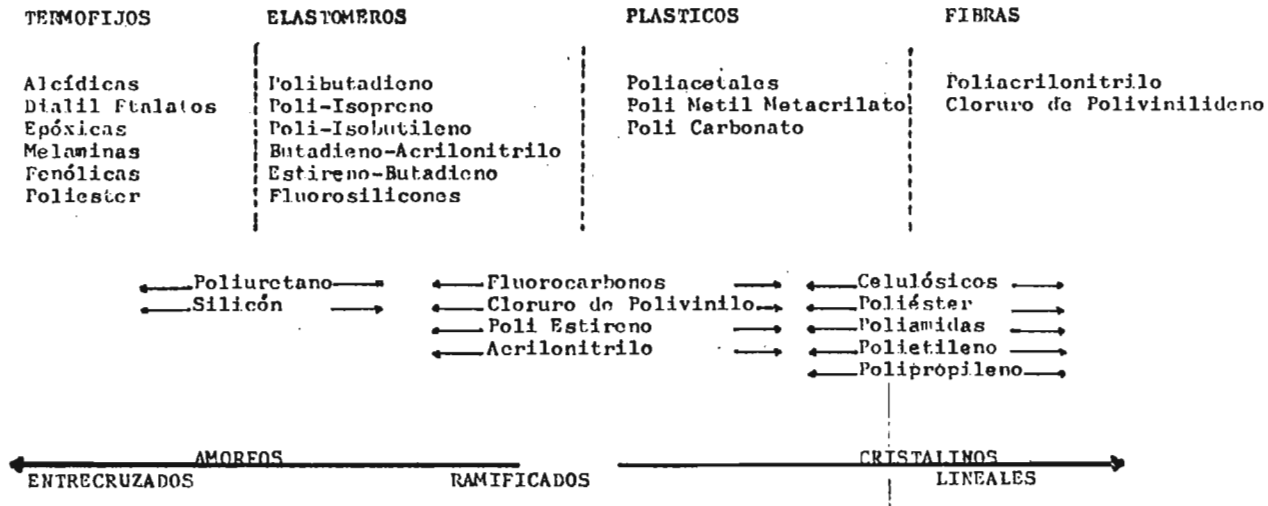 TERMOFIJOS ELASTOMEROS PLASTICOS FIBRAS
Alcídicas Polibutadieno Poliacetales Poliacrilonitrilo
Dialil Ftalatos Poli-Isopreno Poli Metil Metacrilato Cloruro de Polivinilideno
Epóxicas Poli-Isobutileno Poli Carbonato
Melaminas Butadieno-Acrilonitrilo
Fenólicas Estireno-Butadieno
Poliester Fluorosilicones
Poliuretano Fluorocarbonos Celulósicos
Silicón Cloruro de Polivinilo Poliéster
Poli Estireno Poliamidas
Acrilonitrilo Polietileno
Polipropileno
AMORFOS CRISTALINOS
ENTRECRUZADOS RAMIFICADOS LINEALES